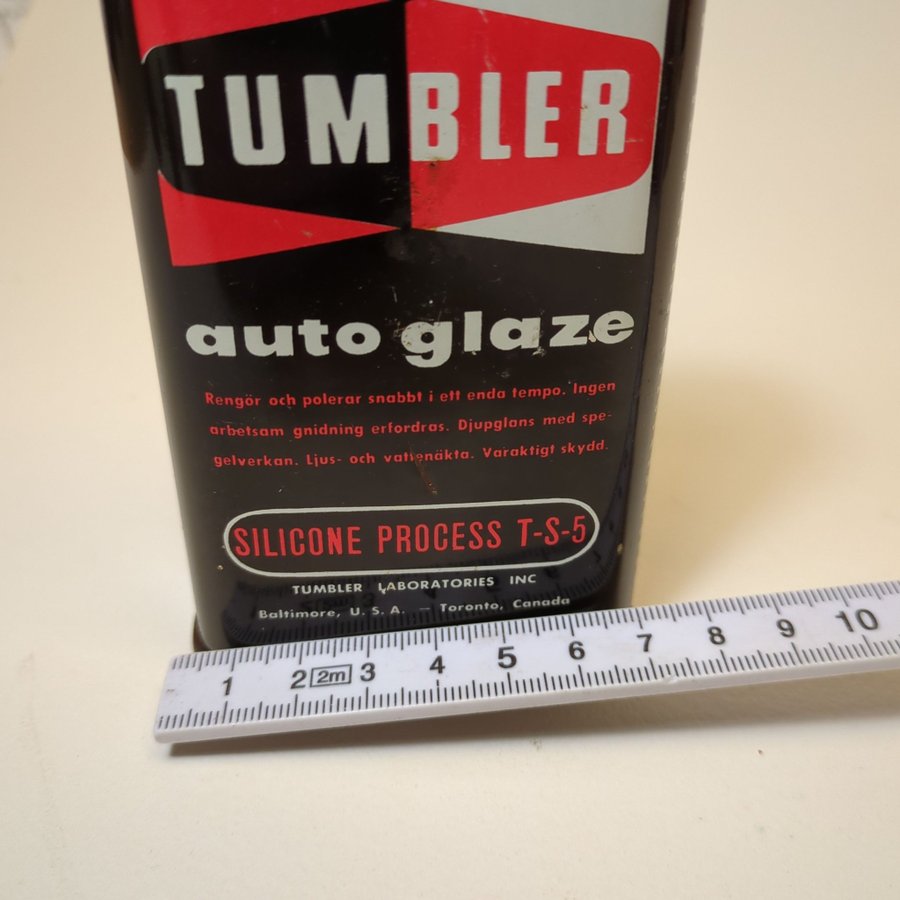 TUMBLER
auto glaze
Rengör och polerar snabbt i ett enda tempo. Ingen
arbetsam gnidning erfordras. Djupglans med spe-
gelverkan. Ljus- och vattenäkta. Varaktigt skydd.
SILICONE PROCESS T-S-5
TUMBLER LABORATORIES INC
Baltimore, U. S. A. — Toronto, Canada
1 2 2m 3 4 5 6 7 8 9 10